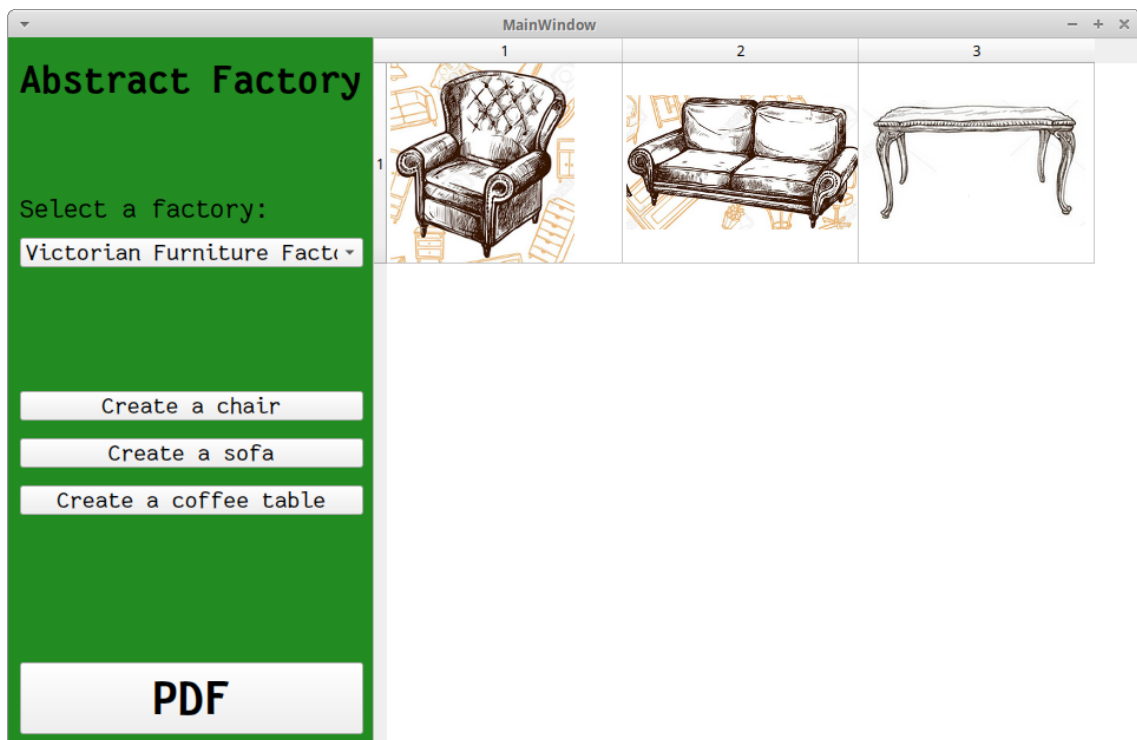 MainWindow
Abstract Factory
Select a factory:
Victorian Furniture Fact
Create a chair
Create a sofa
Create a coffee table
PDF
1 2 3
1